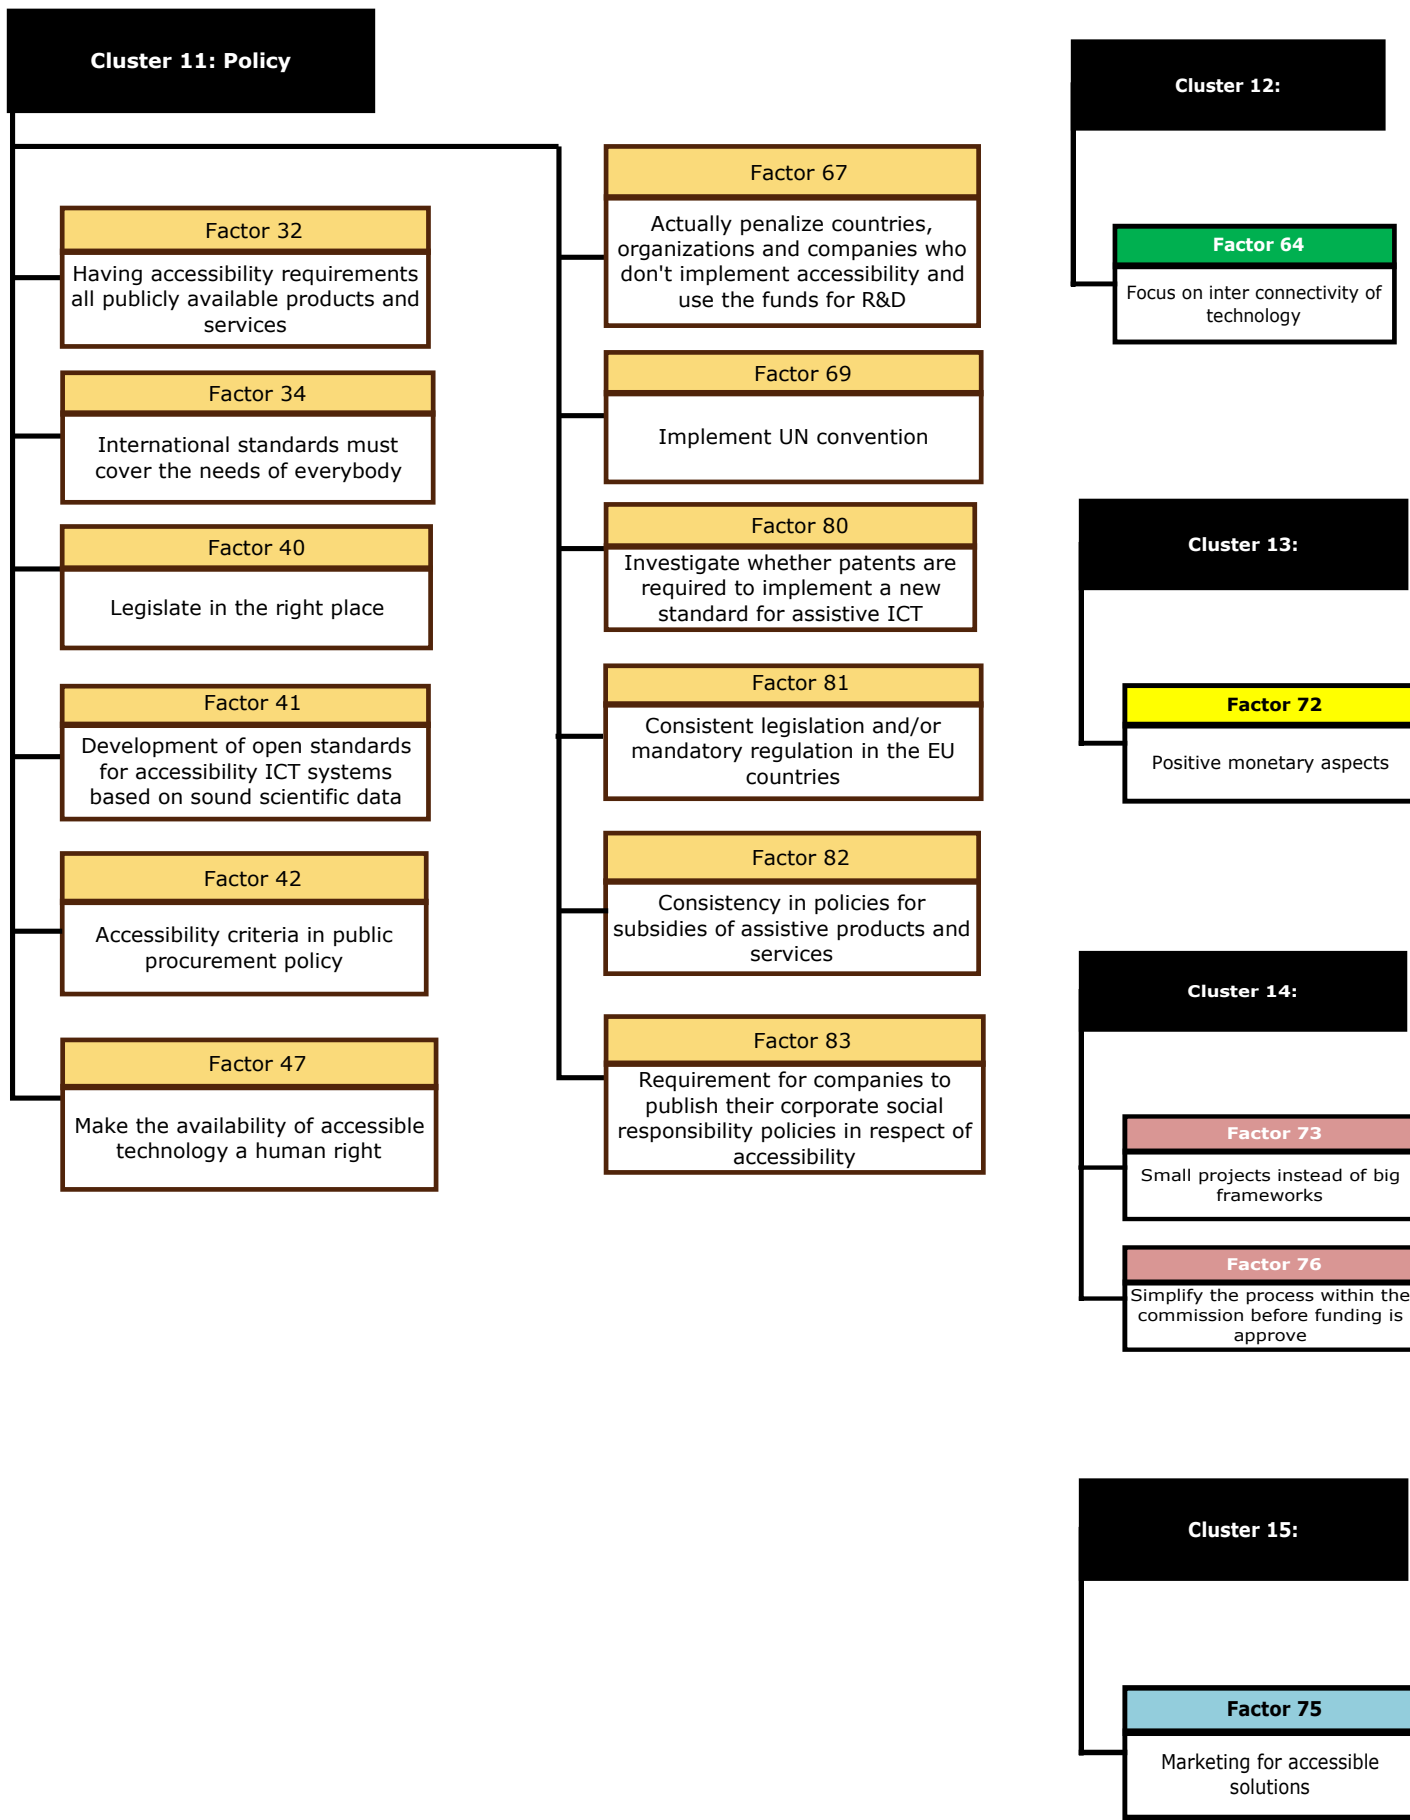 Cluster 11: Policy
Factor 32
Having accessibility requirements
all publicly available products and
services
Factor 34
International standards must
cover the needs of everybody
Factor 40
Legislate in the right place
Factor 41
Development of open standards
for accessibility ICT systems
based on sound scientific data
Factor 42
Accessibility criteria in public
procurement policy
Factor 47
Make the availability of accessible
technology a human right
Factor 67
Actually penalize countries,
organizations and companies who
don't implement accessibility and
use the funds for R&D
Factor 69
Implement UN convention
Factor 80
Investigate whether patents are
required to implement a new
standard for assistive ICT
Factor 81
Consistent legislation and/or
mandatory regulation in the EU
countries
Factor 82
Consistency in policies for
subsidies of assistive products and
services
Factor 83
Requirement for companies to
publish their corporate social
responsibility policies in respect of
accessibility
Cluster 12:
Factor 64
Focus on inter connectivity of
technology
Cluster 13:
Factor 72
Positive monetary aspects
Cluster 14:
Factor 73
Small projects instead of big
frameworks
Factor 76
Simplify the process within the
commission before funding is
approve
Cluster 15:
Factor 75
Marketing for accessible
solutions